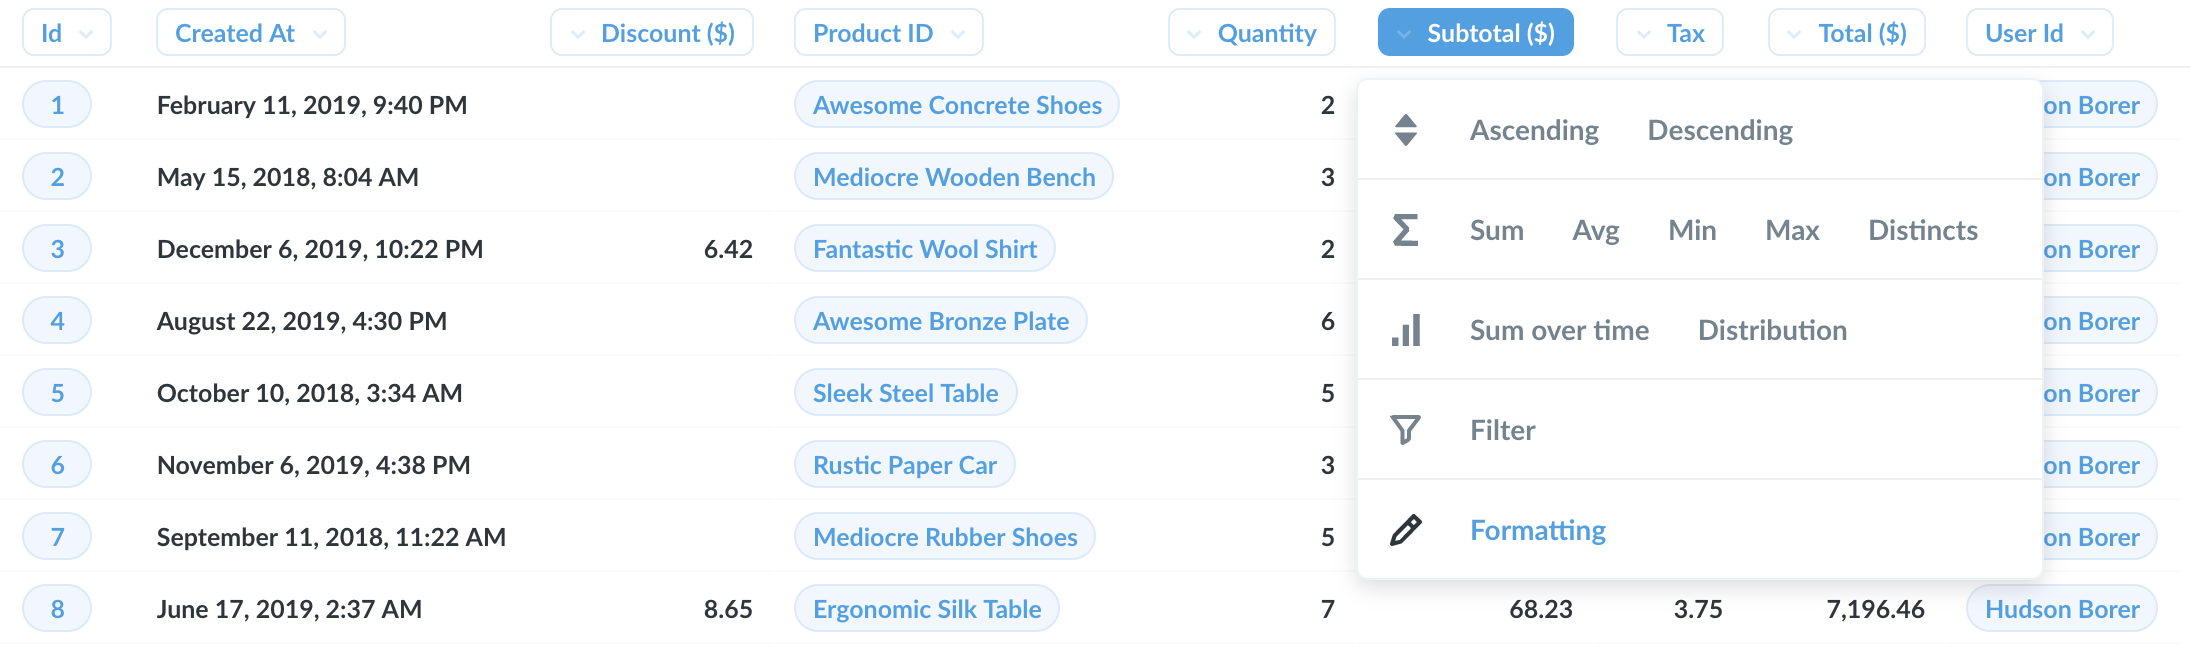 Id Created At Discount ($) Product ID Quantity Subtotal ($) Tax Total ($) User Id
1 February 11, 2019, 9:40 PM Awesome Concrete Shoes 2 on Borer
Ascending Descending
2 May 15, 2018, 8:04 AM Mediocre Wooden Bench 3 on Borer
Sum Avg Min Max Distincts
3 December 6, 2019, 10:22 PM 6.42 Fantastic Wool Shirt 2 on Borer
4 August 22, 2019, 4:30 PM Awesome Bronze Plate 6 on Borer
Sum over time Distribution
5 October 10, 2018, 3:34 AM Sleek Steel Table 5 on Borer
Filter
6 November 6, 2019, 4:38 PM Rustic Paper Car 3 on Borer
Formatting
7 September 11, 2018, 11:22 AM Mediocre Rubber Shoes 5 on Borer
8 June 17, 2019, 2:37 AM 8.65 Ergonomic Silk Table 7 68.23 3.75 7,196.46 Hudson Borer